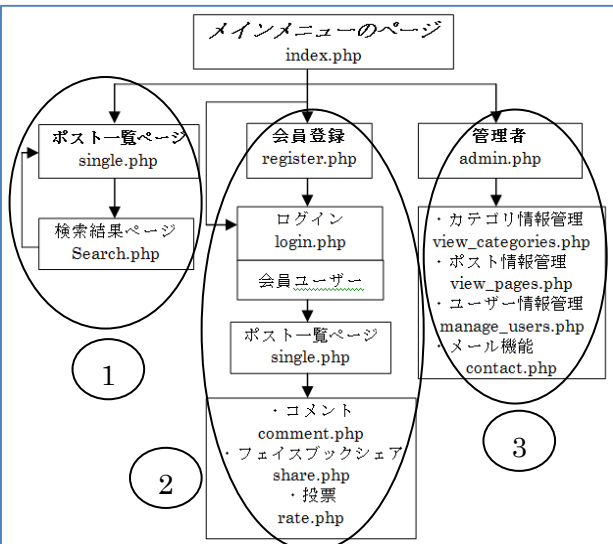 メインメニューのページ
index.php
ポスト一覧ページ
single.php
検索結果ページ
Search.php
1
会員登録
register.php
ログイン
login.php
会員ユーザー
ポスト一覧ページ
single.php
・コメント
comment.php
・フェイスブックシェア
share.php
・投票
rate.php
2
管理者
admin.php
・カテゴリ情報管理
view_categories.php
・ポスト情報管理
view_pages.php
・ユーザー情報管理
manage_users.php
・メール機能
contact.php
3